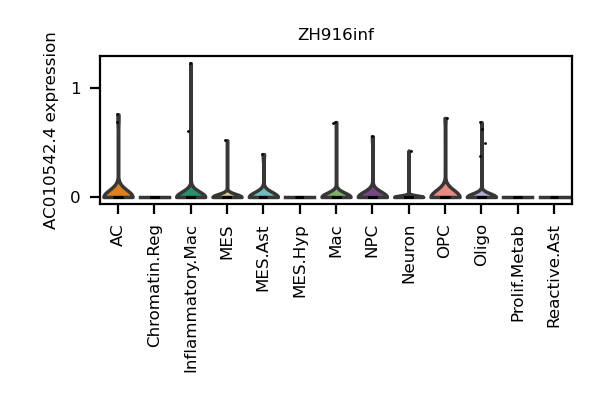 ZH916inf
AC010542.4 expression
1
0
AC
Chromatin.Reg
Inflammatory.Mac
MES
MES.Ast
MES.Hyp
Mac
NPC
Neuron
OPC
Oligo
Prolif.Metab
Reactive.Ast